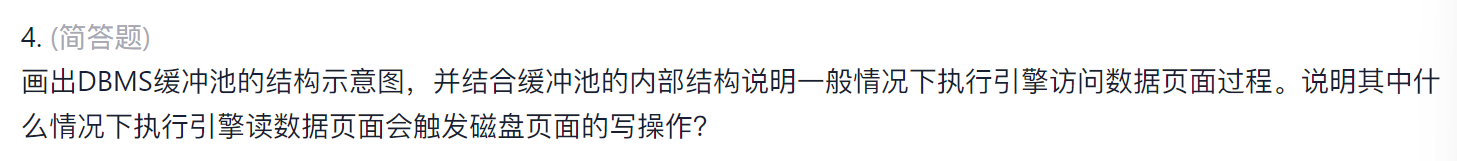 4. (简答题)
画出DBMS缓冲池的结构示意图，并结合缓冲池的内部结构说明一般情况下执行引擎访问数据页面过程。说明其中什
么情况下执行引擎读数据页面会触发磁盘页面的写操作？